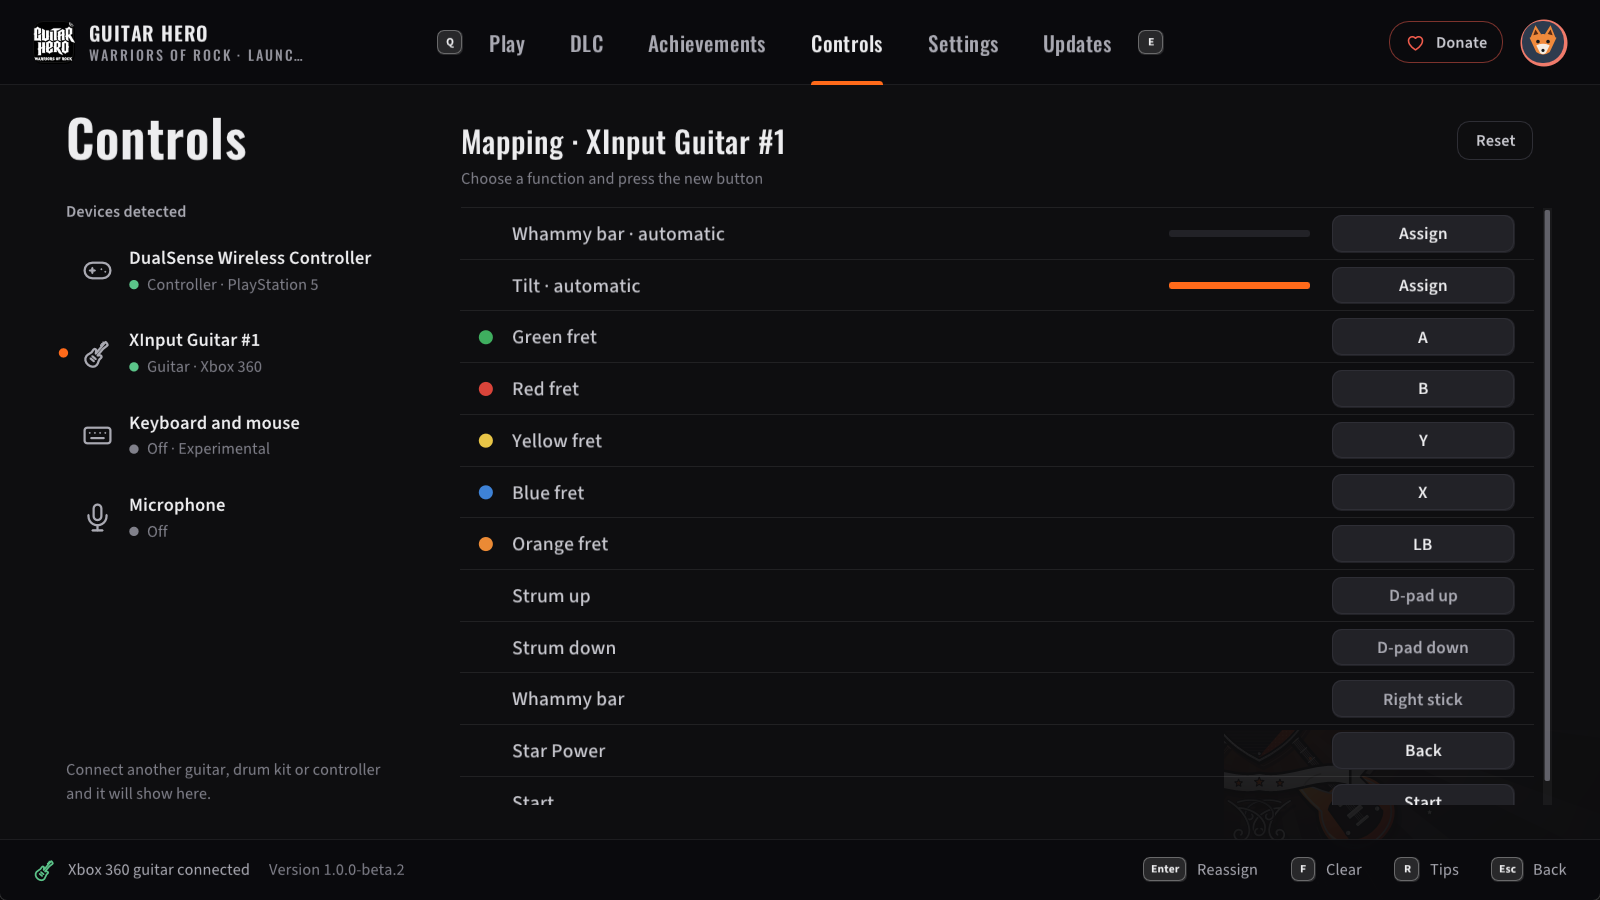 GUITAR HERO WARRIORS OF ROCK
GUITAR HERO
WARRIORS OF ROCK · LAUNC…
Q
Play
DLC
Achievements
Controls
Settings
Updates
E
Donate
Controls
Devices detected
DualSense Wireless Controller
Controller · PlayStation 5
XInput Guitar #1
Guitar · Xbox 360
Keyboard and mouse
Off · Experimental
Microphone
Off
Connect another guitar, drum kit or controller
and it will show here.
Mapping · XInput Guitar #1
Reset
Choose a function and press the new button
Whammy bar · automatic
Assign
Tilt · automatic
Assign
Green fret
A
Red fret
B
Yellow fret
Y
Blue fret
X
Orange fret
LB
Strum up
D-pad up
Strum down
D-pad down
Whammy bar
Right stick
Star Power
Back
Start
Start
Xbox 360 guitar connected
Version 1.0.0-beta.2
Enter Reassign
F Clear
R Tips
Esc Back